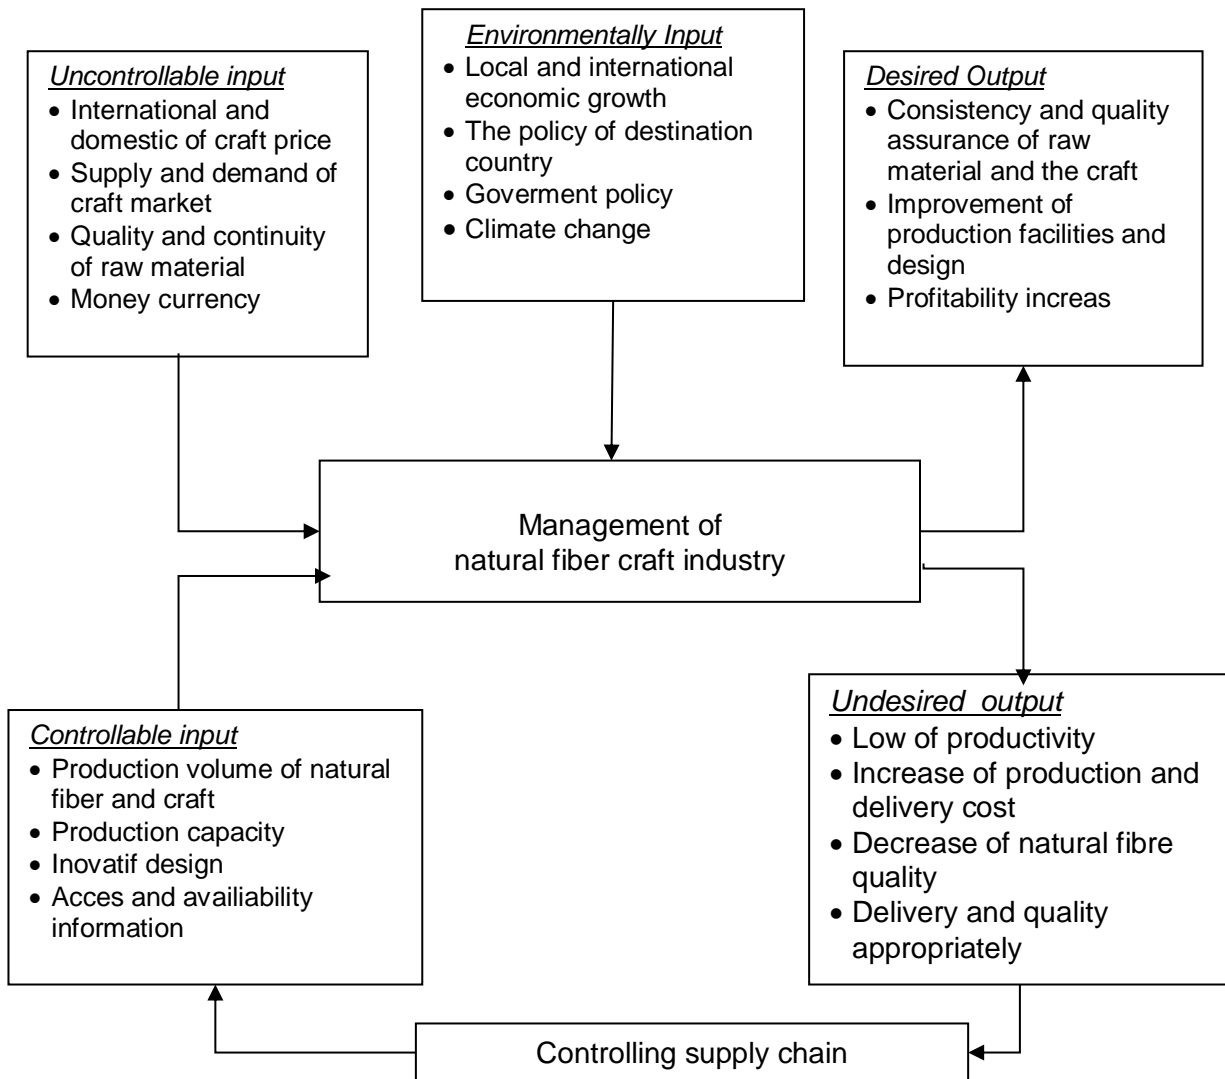 Uncontrollable input
• International and
domestic of craft price
• Supply and demand of
craft market
• Quality and continuity
of raw material
• Money currency
Environmentally Input
• Local and international
economic growth
• The policy of destination
country
• Goverment policy
• Climate change
Desired Output
• Consistency and quality
assurance of raw
material and the craft
• Improvement of
production facilities and
design
• Profitability increas
Management of
natural fiber craft industry
Controllable input
• Production volume of natural
fiber and craft
• Production capacity
• Inovatif design
• Acces and availiability
information
Undesired output
• Low of productivity
• Increase of production and
delivery cost
• Decrease of natural fibre
quality
• Delivery and quality
appropriately
Controlling supply chain